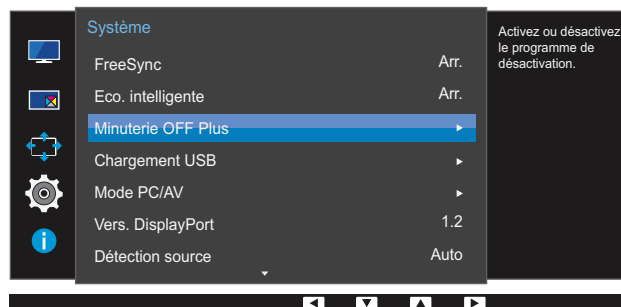 Système
FreeSync Arr.
Eco. intelligente Arr.
Minuterie OFF Plus
Chargement USB
Mode PC/AV
Vers. DisplayPort 1.2
Détection source Auto
Activez ou désactivez
le programme de
désactivation.